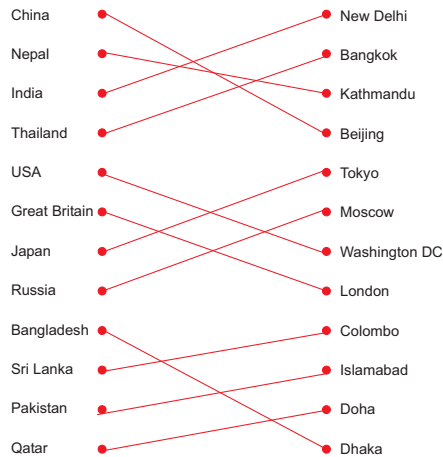 China New Delhi
Nepal Bangkok
India Kathmandu
Thailand Beijing
USA Tokyo
Great Britain Moscow
Japan Washington DC
Russia London
Bangladesh Colombo
Sri Lanka Islamabad
Pakistan Doha
Qatar Dhaka